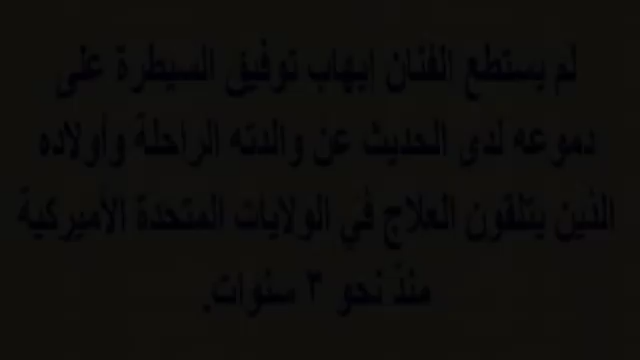 لم يستطع الفنان إيهاب توفيق السيطرة على
دموعه لدى الحديث عن والدته الراحلة وأولاده
الذين يتلقون العلاج في الولايات المتحدة الأميركية
منذ نحو ٣ سنوات.